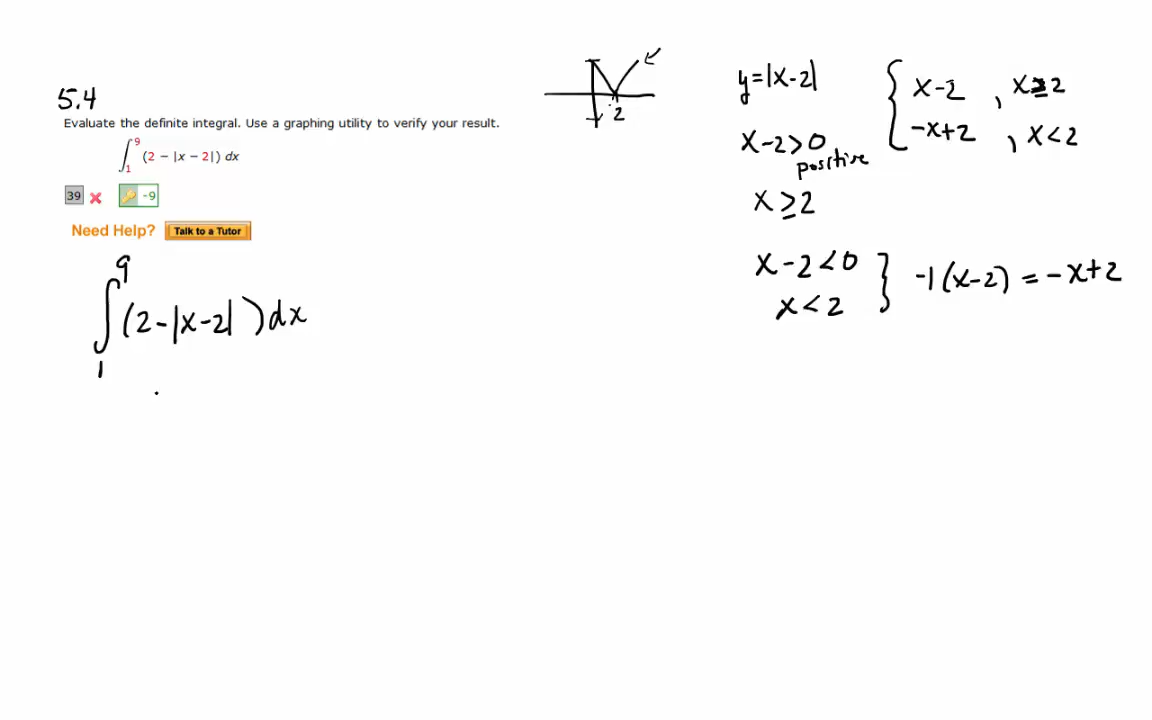 5.4
Evaluate the definite integral. Use a graphing utility to verify your result.
∫₁⁹ (2 − |x − 2|) dx
39 ✗ -9
Need Help? Talk to a Tutor
∫₁⁹ (2-|x-2|) dx
2
y=|x-2|
x-2>0
positive
x≥2
{ x-2 , x≥2
-x+2 , x<2
x-2<0
x<2
} -1(x-2) = -x+2